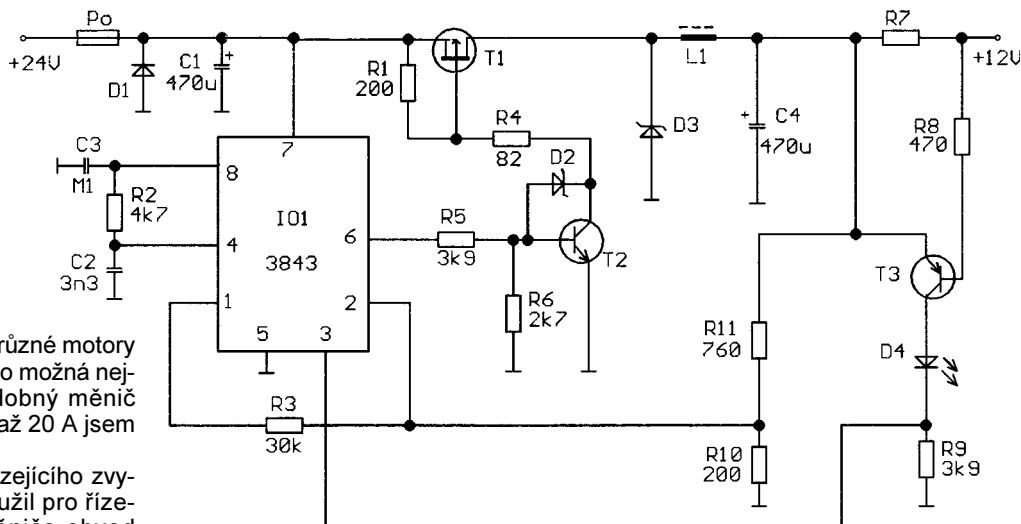 Po
+24V
D1
C1
+
470u
R1
200
T1
R4
82
D2
D3
L1
+
C4
470u
R7
+12V
R8
470
C3
M1
R2
4k7
C2
3n3
7
8
4
1
5
3
6
2
IO1
3843
R5
3k9
R6
2k7
T2
T3
R11
760
D4
R3
30k
R10
200
R9
3k9
různé motory
o možná nej-
lobný měnič
až 20 A jsem
zejícího zvy-
užil pro říze-